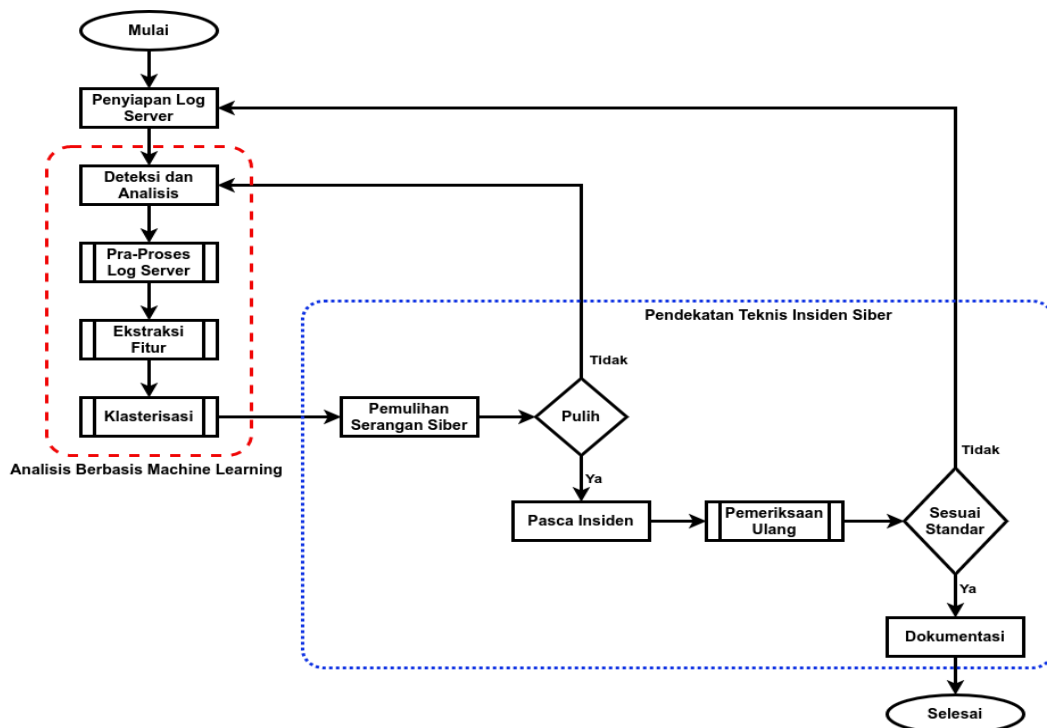 Mulai
Penyiapan Log
Server
Deteksi dan
Analisis
Pra-Proses
Log Server
Ekstraksi
Fitur
Klasterisasi
Analisis Berbasis Machine Learning
Pendekatan Teknis Insiden Siber
Pemulihan
Serangan Siber
Tidak
Pulih
Ya
Pasca Insiden
Pemeriksaan
Ulang
Tidak
Sesuai
Standar
Ya
Dokumentasi
Selesai